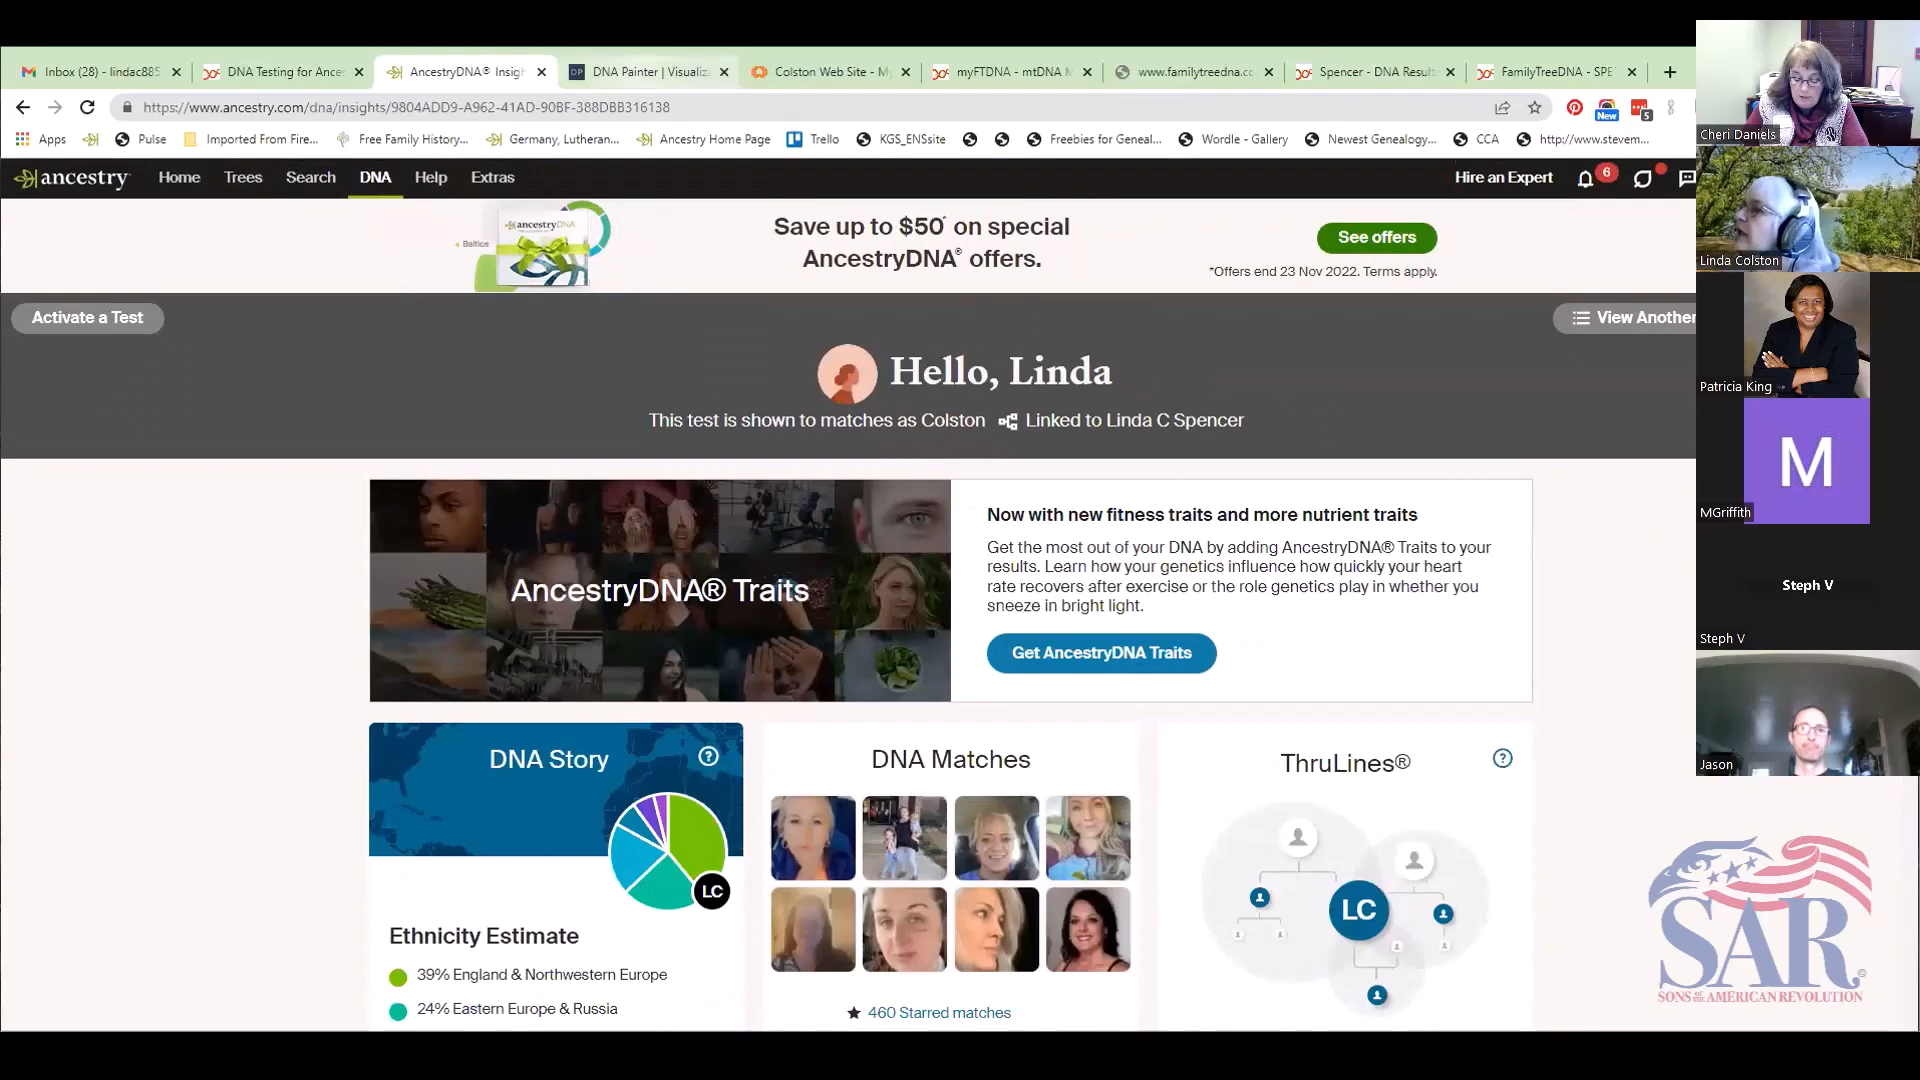 Inbox (28) - lindac885
DNA Testing for Ances
AncestryDNA® Insigh
DP
DNA Painter | Visualiz
Colston Web Site - My
myFTDNA - mtDNA M
www.familytreedna.cc
Spencer - DNA Result
FamilyTreeDNA - SPE
https://www.ancestry.com/dna/insights/9804ADD9-A962-41AD-90BF-388DBB316138
New
5
Apps
Pulse
Imported From Fire...
Free Family History...
Germany, Lutheran...
Ancestry Home Page
Trello
KGS_ENSsite
Freebies for Geneal...
Wordle - Gallery
Newest Genealogy...
CCA
http://www.stevem...
ancestry
Home
Trees
Search
DNA
Help
Extras
Hire an Expert
6
Baltics
ancestryDNA
Save up to $50* on special
AncestryDNA® offers.
See offers
*Offers end 23 Nov 2022. Terms apply.
Activate a Test
View Another
Hello, Linda
This test is shown to matches as Colston
Linked to Linda C Spencer
AncestryDNA® Traits
Now with new fitness traits and more nutrient traits
Get the most out of your DNA by adding AncestryDNA® Traits to your
results. Learn how your genetics influence how quickly your heart
rate recovers after exercise or the role genetics play in whether you
sneeze in bright light.
Get AncestryDNA Traits
DNA Story
?
LC
Ethnicity Estimate
39% England & Northwestern Europe
24% Eastern Europe & Russia
DNA Matches
460 Starred matches
ThruLines®
?
LC
Cheri Daniels
Linda Colston
Patricia King
M
MGriffith
Steph V
Steph V
Jason
SAR©
SONS OF THE AMERICAN REVOLUTION